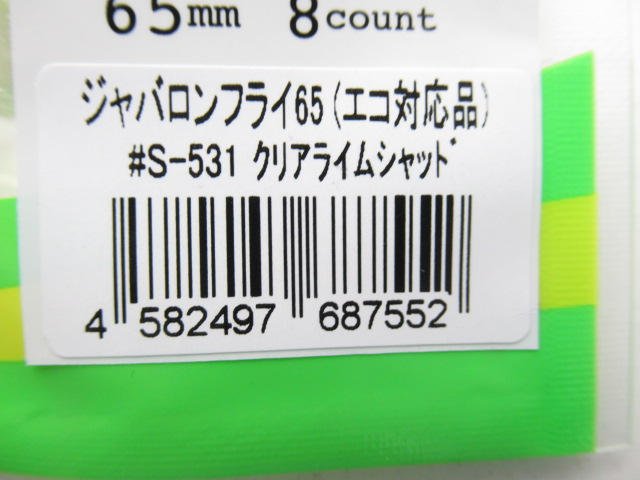 65mm 8count
ジャバロンフライ65(エコ対応品)
#S-531 クリアライムシャッド
4 582497 687552